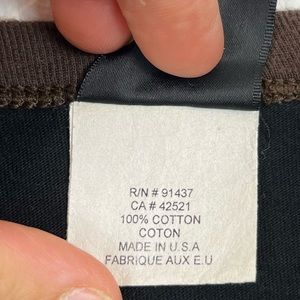 R/N # 91437
CA # 42521
100% COTTON
COTON
MADE IN U.S.A
FABRIQUE AUX E.U